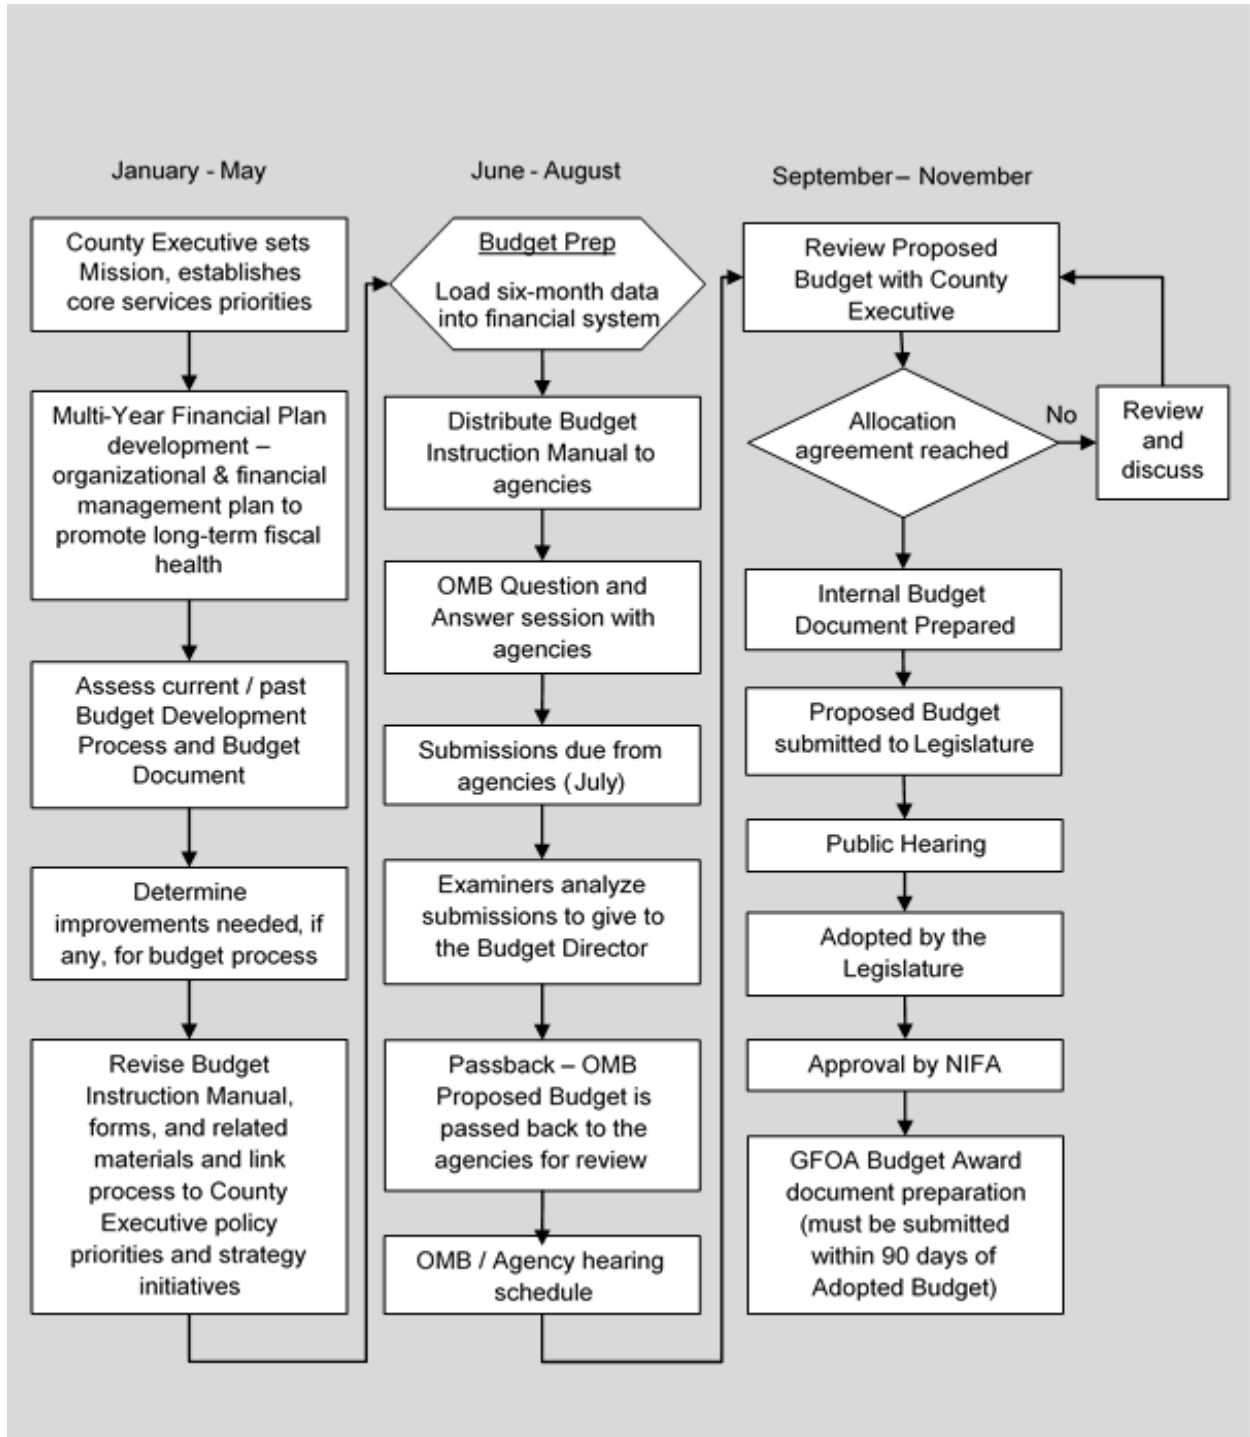 January - May
County Executive sets
Mission, establishes
core services priorities
Multi-Year Financial Plan
development –
organizational & financial
management plan to
promote long-term fiscal
health
Assess current / past
Budget Development
Process and Budget
Document
Determine
improvements needed, if
any, for budget process
Revise Budget
Instruction Manual,
forms, and related
materials and link
process to County
Executive policy
priorities and strategy
initiatives
June - August
Budget Prep
Load six-month data
into financial system
Distribute Budget
Instruction Manual to
agencies
OMB Question and
Answer session with
agencies
Submissions due from
agencies (July)
Examiners analyze
submissions to give to
the Budget Director
Passback – OMB
Proposed Budget is
passed back to the
agencies for review
OMB / Agency hearing
schedule
September – November
Review Proposed
Budget with County
Executive
Allocation
agreement reached
No
Review
and
discuss
Internal Budget
Document Prepared
Proposed Budget
submitted to Legislature
Public Hearing
Adopted by the
Legislature
Approval by NIFA
GFOA Budget Award
document preparation
(must be submitted
within 90 days of
Adopted Budget)